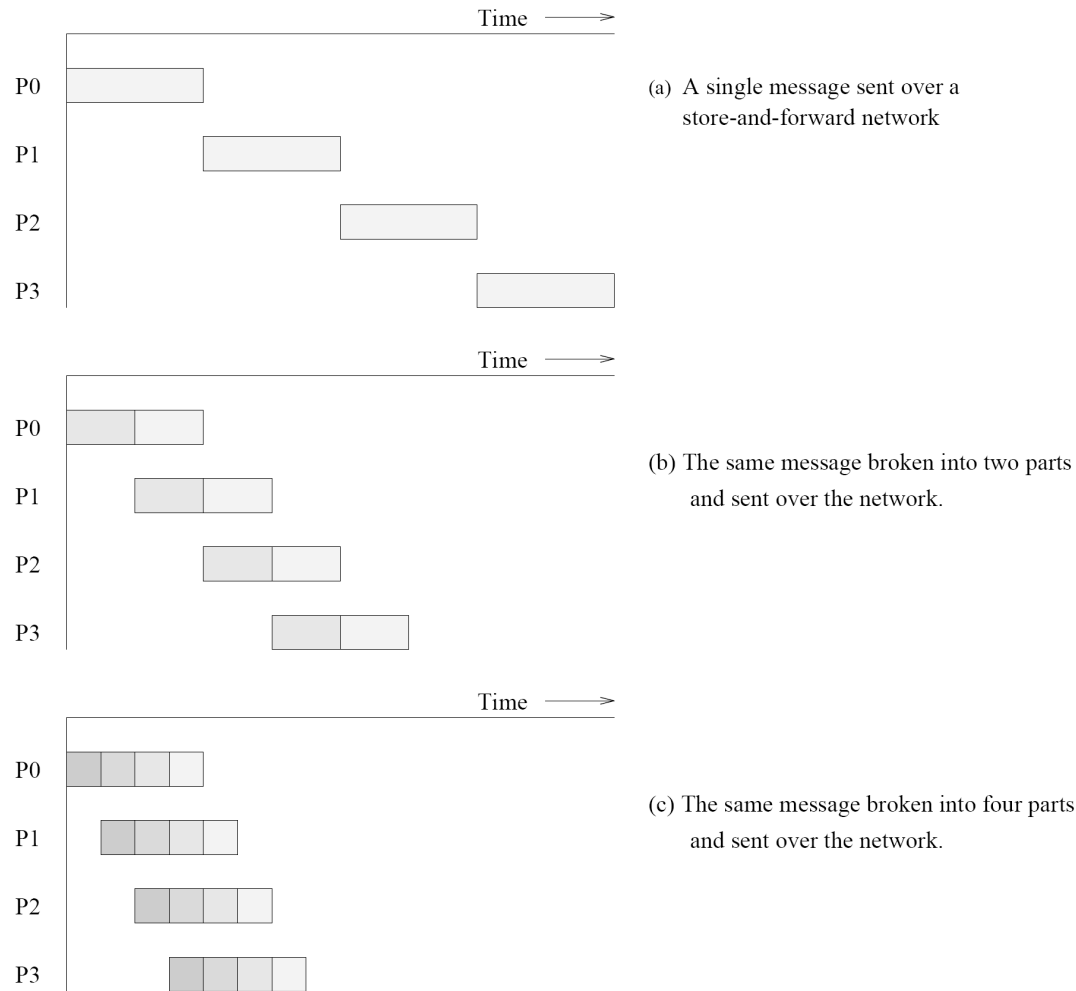 Time
P0
(a) A single message sent over a
store-and-forward network
P1
P2
P3
Time
P0
(b) The same message broken into two parts
and sent over the network.
P1
P2
P3
Time
P0
(c) The same message broken into four parts
and sent over the network.
P1
P2
P3